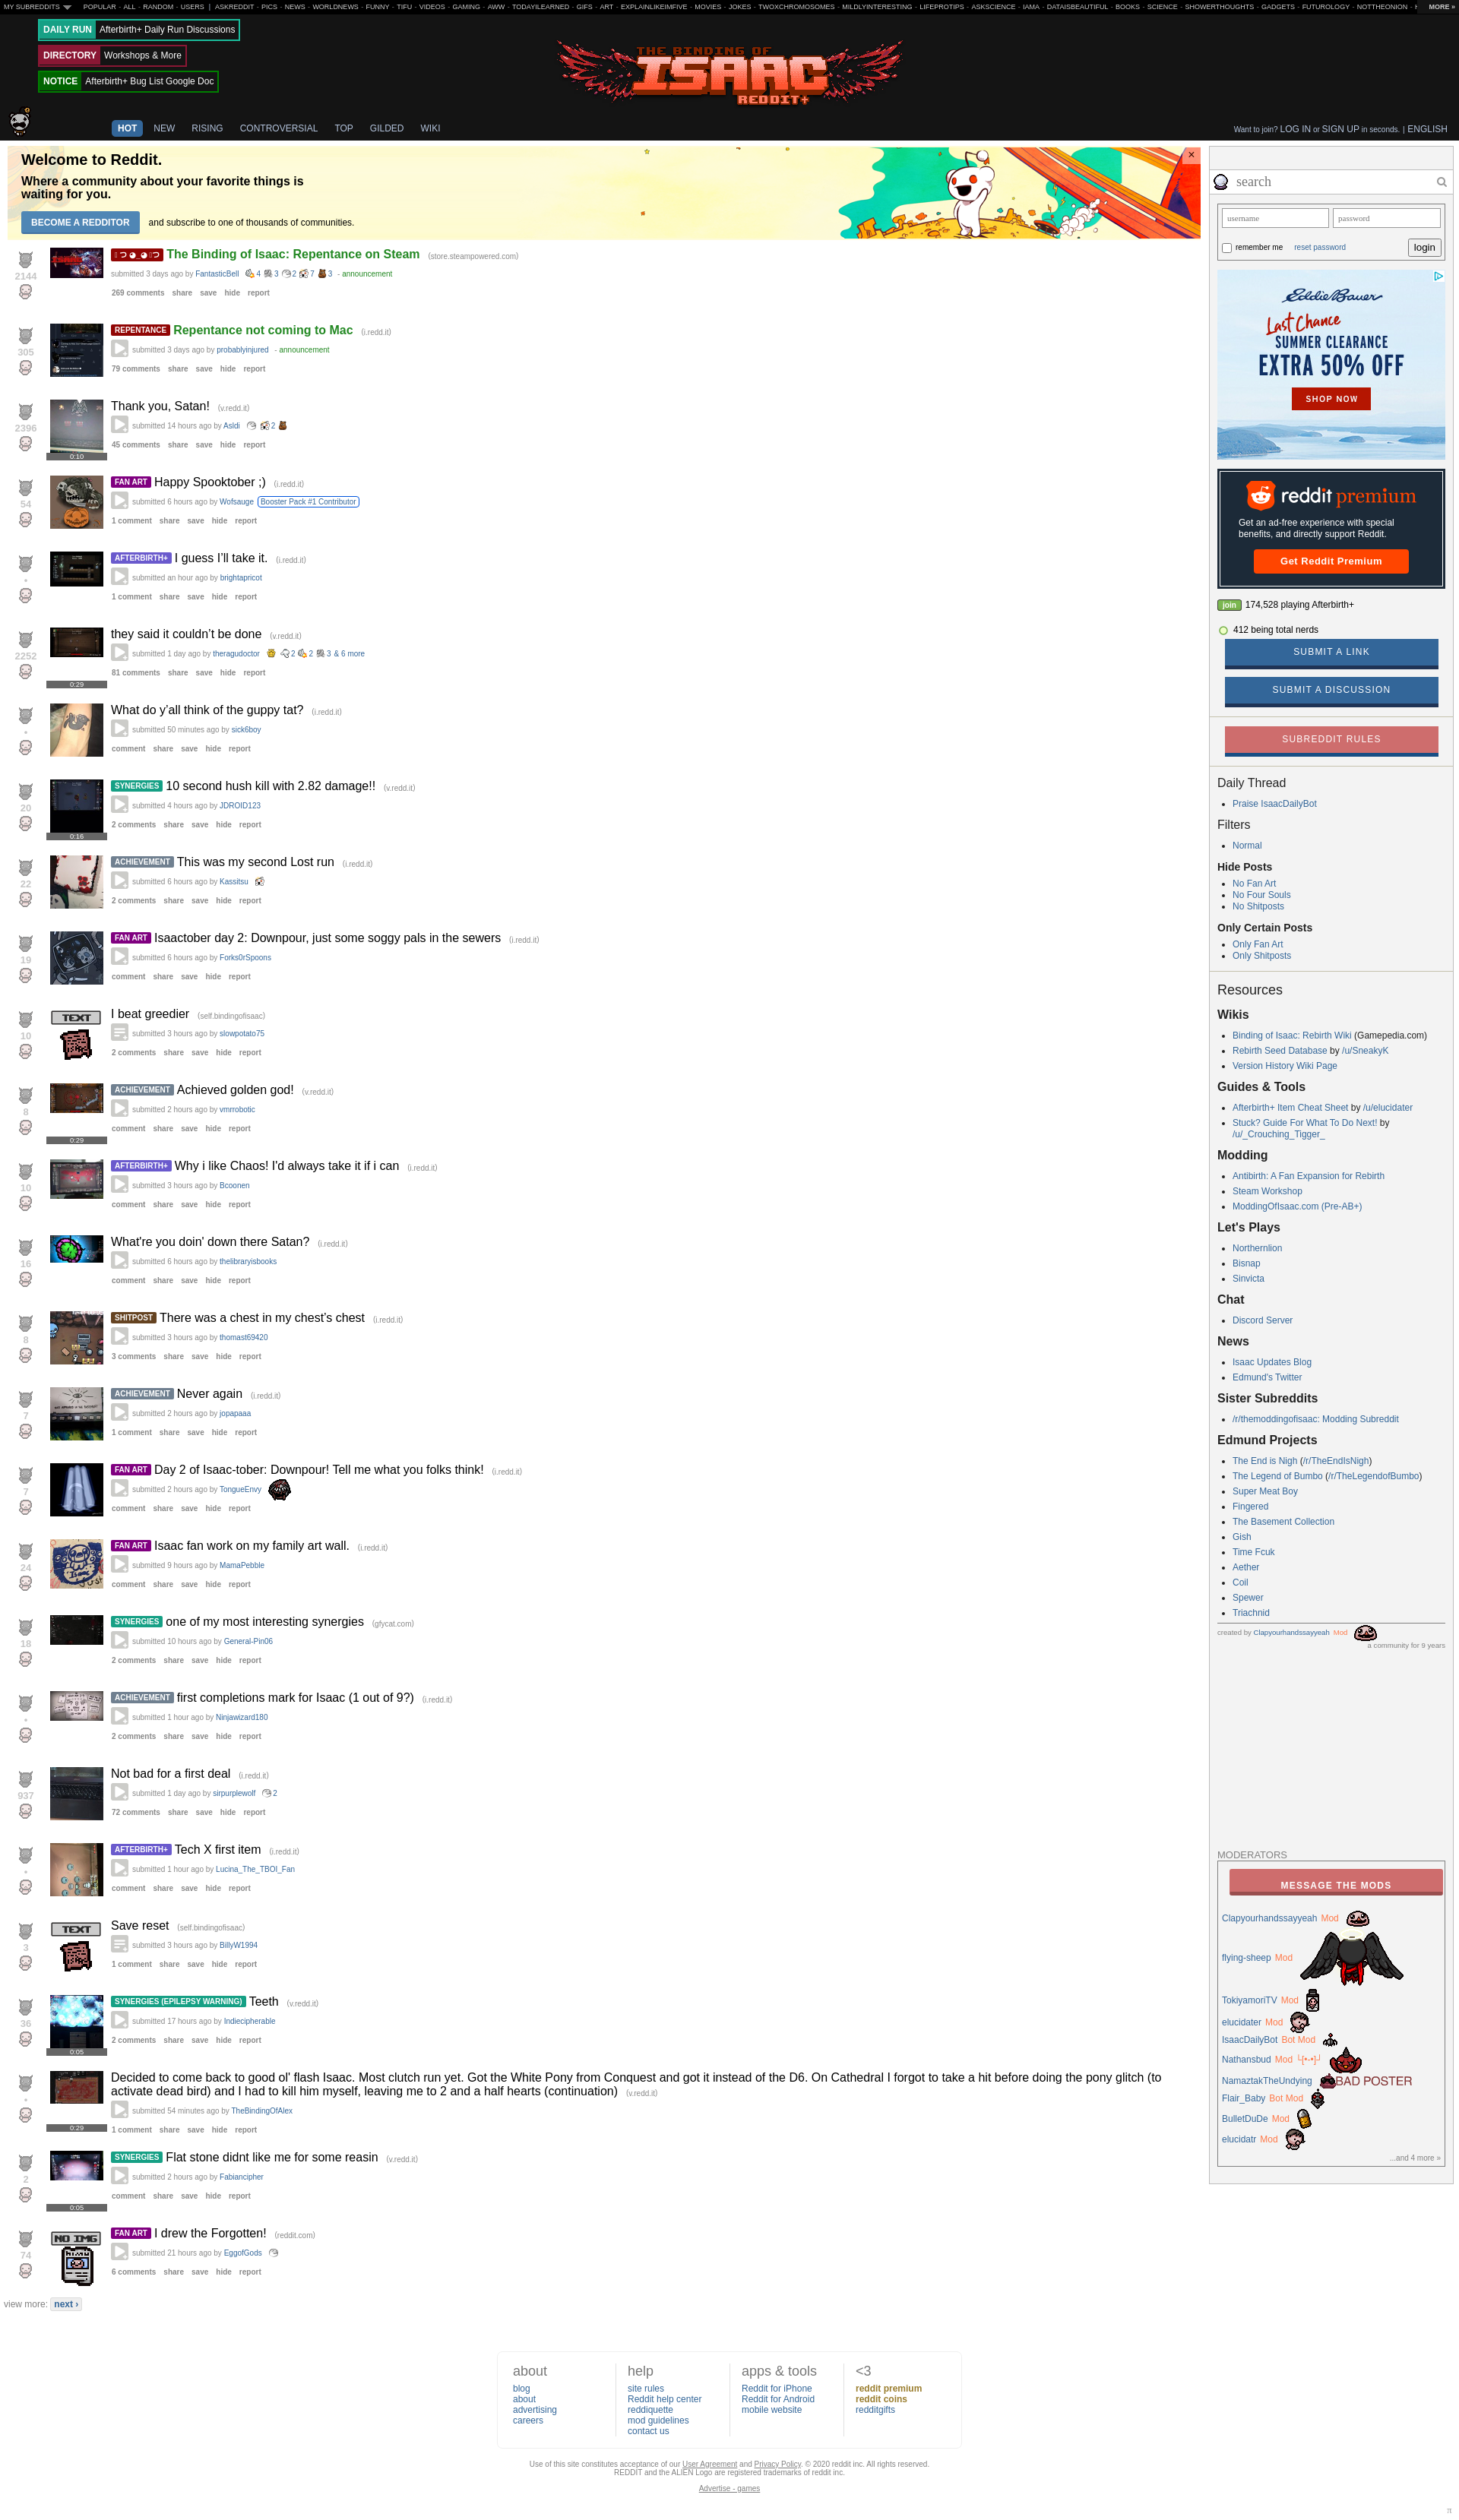 MY SUBREDDITS POPULAR - ALL - RANDOM - USERS | ASKREDDIT - PICS - NEWS - WORLDNEWS - FUNNY - TIFU - VIDEOS - GAMING - AWW - TODAYILEARNED - GIFS - ART - EXPLAINLIKEIMFIVE - MOVIES - JOKES - TWOXCHROMOSOMES - MILDLYINTERESTING - LIFEPROTIPS - ASKSCIENCE - IAMA - DATAISBEAUTIFUL - BOOKS - SCIENCE - SHOWERTHOUGHTS - GADGETS - FUTUROLOGY - NOTTHEONION - MORE »
DAILY RUN Afterbirth+ Daily Run Discussions
DIRECTORY Workshops & More
NOTICE Afterbirth+ Bug List Google Doc
THE BINDING OF
ISAAC
REDDIT+
HOT NEW RISING CONTROVERSIAL TOP GILDED WIKI
Want to join? LOG IN or SIGN UP in seconds. | ENGLISH
Welcome to Reddit.
Where a community about your favorite things is
waiting for you.
BECOME A REDDITOR and subscribe to one of thousands of communities.
2144
The Binding of Isaac: Repentance on Steam (store.steampowered.com)
submitted 3 days ago by FantasticBell 4 3 2 7 3 - announcement
269 comments share save hide report
305
REPENTANCE Repentance not coming to Mac (i.redd.it)
submitted 3 days ago by probablyinjured - announcement
79 comments share save hide report
2396
0:10
Thank you, Satan! (v.redd.it)
submitted 14 hours ago by Asldi 2
45 comments share save hide report
54
FAN ART Happy Spooktober ;) (i.redd.it)
submitted 6 hours ago by Wofsauge Booster Pack #1 Contributor
1 comment share save hide report
•
AFTERBIRTH+ I guess I’ll take it. (i.redd.it)
submitted an hour ago by brightapricot
1 comment share save hide report
2252
0:29
they said it couldn’t be done (v.redd.it)
submitted 1 day ago by theragudoctor 2 2 3 & 6 more
81 comments share save hide report
•
What do y’all think of the guppy tat? (i.redd.it)
submitted 50 minutes ago by sick6boy
comment share save hide report
20
0:16
SYNERGIES 10 second hush kill with 2.82 damage!! (v.redd.it)
submitted 4 hours ago by JDROID123
2 comments share save hide report
22
ACHIEVEMENT This was my second Lost run (i.redd.it)
submitted 6 hours ago by Kassitsu
2 comments share save hide report
19
FAN ART Isaactober day 2: Downpour, just some soggy pals in the sewers (i.redd.it)
submitted 6 hours ago by Forks0rSpoons
comment share save hide report
10
TEXT
I beat greedier (self.bindingofisaac)
submitted 3 hours ago by slowpotato75
2 comments share save hide report
8
0:29
ACHIEVEMENT Achieved golden god! (v.redd.it)
submitted 2 hours ago by vmrrobotic
comment share save hide report
10
AFTERBIRTH+ Why i like Chaos! I'd always take it if i can (i.redd.it)
submitted 3 hours ago by Bcoonen
comment share save hide report
16
What're you doin' down there Satan? (i.redd.it)
submitted 6 hours ago by thelibraryisbooks
comment share save hide report
8
SHITPOST There was a chest in my chest’s chest (i.redd.it)
submitted 3 hours ago by thomast69420
3 comments share save hide report
7
ACHIEVEMENT Never again (i.redd.it)
submitted 2 hours ago by jopapaaa
1 comment share save hide report
7
FAN ART Day 2 of Isaac-tober: Downpour! Tell me what you folks think! (i.redd.it)
submitted 2 hours ago by TongueEnvy
comment share save hide report
24
FAN ART Isaac fan work on my family art wall. (i.redd.it)
submitted 9 hours ago by MamaPebble
comment share save hide report
18
SYNERGIES one of my most interesting synergies (gfycat.com)
submitted 10 hours ago by General-Pin06
2 comments share save hide report
•
ACHIEVEMENT first completions mark for Isaac (1 out of 9?) (i.redd.it)
submitted 1 hour ago by Ninjawizard180
2 comments share save hide report
937
Not bad for a first deal (i.redd.it)
submitted 1 day ago by sirpurplewolf 2
72 comments share save hide report
•
AFTERBIRTH+ Tech X first item (i.redd.it)
submitted 1 hour ago by Lucina_The_TBOI_Fan
comment share save hide report
3
TEXT
Save reset (self.bindingofisaac)
submitted 3 hours ago by BillyW1994
1 comment share save hide report
36
0:05
SYNERGIES (EPILEPSY WARNING) Teeth (v.redd.it)
submitted 17 hours ago by Indiecipherable
2 comments share save hide report
•
0:29
Decided to come back to good ol' flash Isaac. Most clutch run yet. Got the White Pony from Conquest and got it instead of the D6. On Cathedral I forgot to take a hit before doing the pony glitch (to
activate dead bird) and I had to kill him myself, leaving me to 2 and a half hearts (continuation) (v.redd.it)
submitted 54 minutes ago by TheBindingOfAlex
1 comment share save hide report
2
0:05
SYNERGIES Flat stone didnt like me for some reasin (v.redd.it)
submitted 2 hours ago by Fabiancipher
comment share save hide report
74
NO IMG
FAN ART I drew the Forgotten! (reddit.com)
submitted 21 hours ago by EggofGods
6 comments share save hide report
view more: next ›
search
username password
remember me reset password login
Eddie Bauer
Last Chance
SUMMER CLEARANCE
EXTRA 50% OFF
SHOP NOW
reddit premium
Get an ad-free experience with special
benefits, and directly support Reddit.
Get Reddit Premium
join 174,528 playing Afterbirth+
412 being total nerds
SUBMIT A LINK
SUBMIT A DISCUSSION
SUBREDDIT RULES
Daily Thread
Praise IsaacDailyBot
Filters
Normal
Hide Posts
No Fan Art
No Four Souls
No Shitposts
Only Certain Posts
Only Fan Art
Only Shitposts
Resources
Wikis
Binding of Isaac: Rebirth Wiki (Gamepedia.com)
Rebirth Seed Database by /u/SneakyK
Version History Wiki Page
Guides & Tools
Afterbirth+ Item Cheat Sheet by /u/elucidater
Stuck? Guide For What To Do Next! by
/u/_Crouching_Tigger_
Modding
Antibirth: A Fan Expansion for Rebirth
Steam Workshop
ModdingOfIsaac.com (Pre-AB+)
Let's Plays
Northernlion
Bisnap
Sinvicta
Chat
Discord Server
News
Isaac Updates Blog
Edmund's Twitter
Sister Subreddits
/r/themoddingofisaac: Modding Subreddit
Edmund Projects
The End is Nigh (/r/TheEndIsNigh)
The Legend of Bumbo (/r/TheLegendofBumbo)
Super Meat Boy
Fingered
The Basement Collection
Gish
Time Fcuk
Aether
Coil
Spewer
Triachnid
created by Clapyourhandssayyeah Mod
a community for 9 years
MODERATORS
MESSAGE THE MODS
Clapyourhandssayyeah Mod
flying-sheep Mod
TokiyamoriTV Mod
elucidater Mod
IsaacDailyBot Bot Mod
Nathansbud Mod
NamaztakTheUndying BAD POSTER
Flair_Baby Bot Mod
BulletDuDe Mod
elucidatr Mod
...and 4 more »
about
blog
about
advertising
careers
help
site rules
Reddit help center
reddiquette
mod guidelines
contact us
apps & tools
Reddit for iPhone
Reddit for Android
mobile website
<3
reddit premium
reddit coins
redditgifts
Use of this site constitutes acceptance of our User Agreement and Privacy Policy. © 2020 reddit inc. All rights reserved.
REDDIT and the ALIEN Logo are registered trademarks of reddit inc.
Advertise - games
π